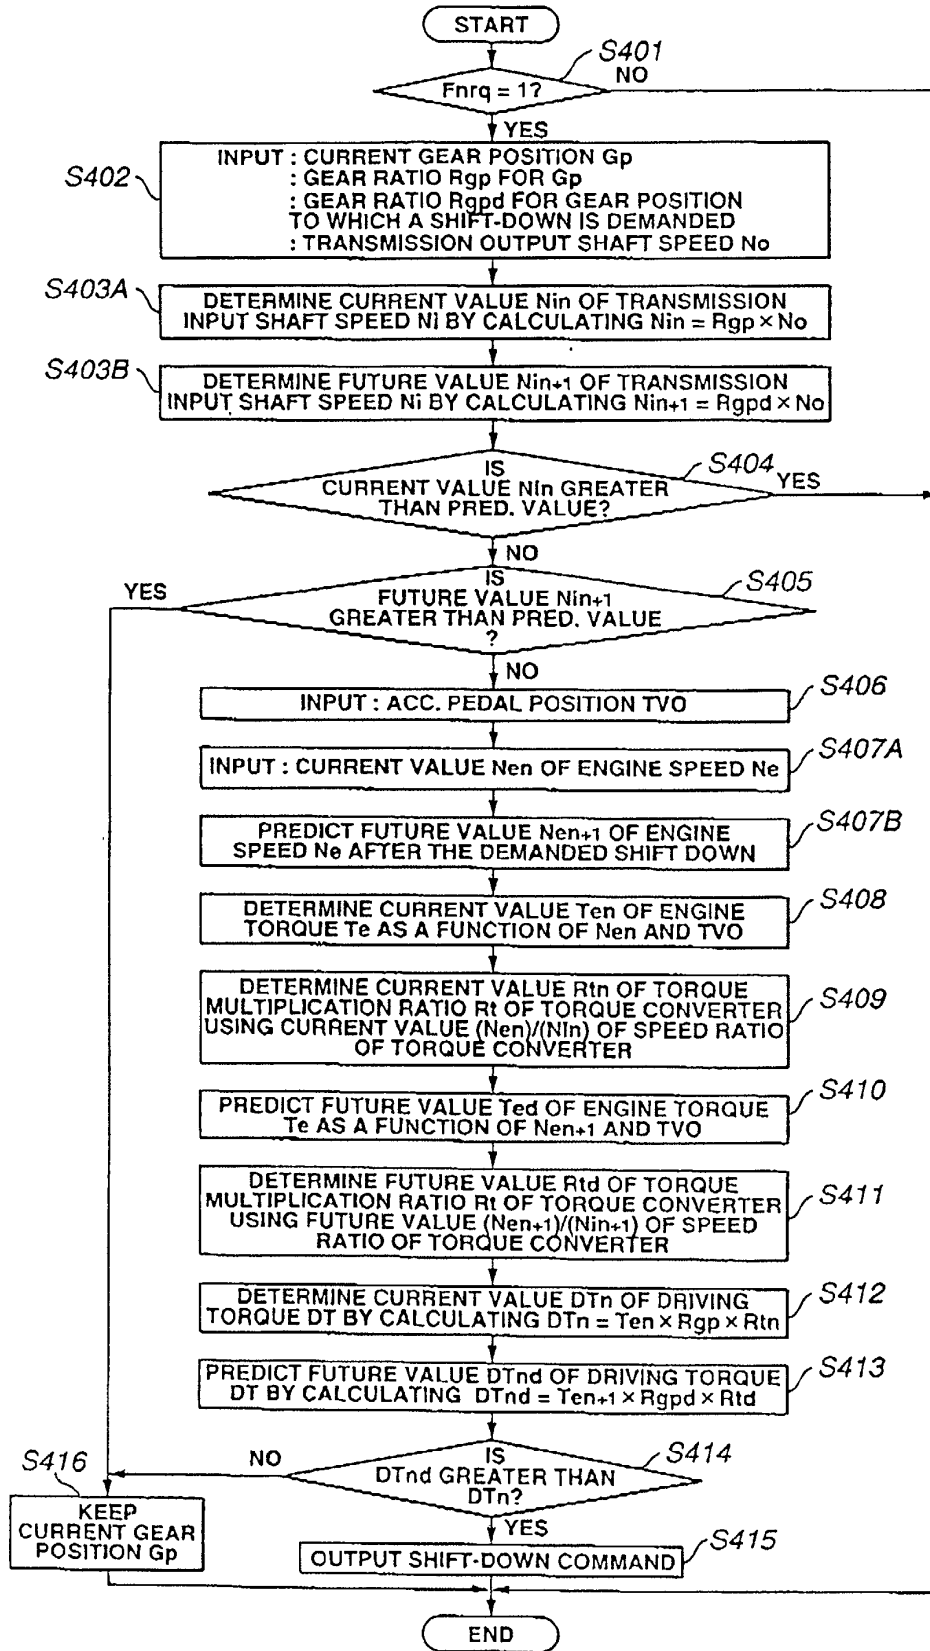 START
S401
NO
Fnrq = 1?
YES
S402
INPUT : CURRENT GEAR POSITION Gp
: GEAR RATIO Rgp FOR Gp
: GEAR RATIO Rgpd FOR GEAR POSITION
TO WHICH A SHIFT-DOWN IS DEMANDED
: TRANSMISSION OUTPUT SHAFT SPEED No
S403A
DETERMINE CURRENT VALUE Nin OF TRANSMISSION
INPUT SHAFT SPEED Ni BY CALCULATING Nin = Rgp × No
S403B
DETERMINE FUTURE VALUE Nin+1 OF TRANSMISSION
INPUT SHAFT SPEED Ni BY CALCULATING Nin+1 = Rgpd × No
S404
IS
CURRENT VALUE Nin GREATER
THAN PRED. VALUE?
YES
NO
S405
YES
IS
FUTURE VALUE Nin+1
GREATER THAN PRED. VALUE
?
NO
S406
INPUT : ACC. PEDAL POSITION TVO
S407A
INPUT : CURRENT VALUE Nen OF ENGINE SPEED Ne
S407B
PREDICT FUTURE VALUE Nen+1 OF ENGINE
SPEED Ne AFTER THE DEMANDED SHIFT DOWN
S408
DETERMINE CURRENT VALUE Ten OF ENGINE
TORQUE Te AS A FUNCTION OF Nen AND TVO
S409
DETERMINE CURRENT VALUE Rtn OF TORQUE
MULTIPLICATION RATIO Rt OF TORQUE CONVERTER
USING CURRENT VALUE (Nen)/(Nin) OF SPEED RATIO
OF TORQUE CONVERTER
S410
PREDICT FUTURE VALUE Ted OF ENGINE TORQUE
Te AS A FUNCTION OF Nen+1 AND TVO
S411
DETERMINE FUTURE VALUE Rtd OF TORQUE
MULTIPLICATION RATIO Rt OF TORQUE CONVERTER
USING FUTURE VALUE (Nen+1)/(Nin+1) OF SPEED
RATIO OF TORQUE CONVERTER
S412
DETERMINE CURRENT VALUE DTn OF DRIVING
TORQUE DT BY CALCULATING DTn = Ten × Rgp × Rtn
S413
PREDICT FUTURE VALUE DTnd OF DRIVING TORQUE
DT BY CALCULATING DTnd = Ten+1 × Rgpd × Rtd
S414
NO
IS
DTnd GREATER THAN
DTn?
YES
S416
KEEP
CURRENT GEAR
POSITION Gp
S415
OUTPUT SHIFT-DOWN COMMAND
END